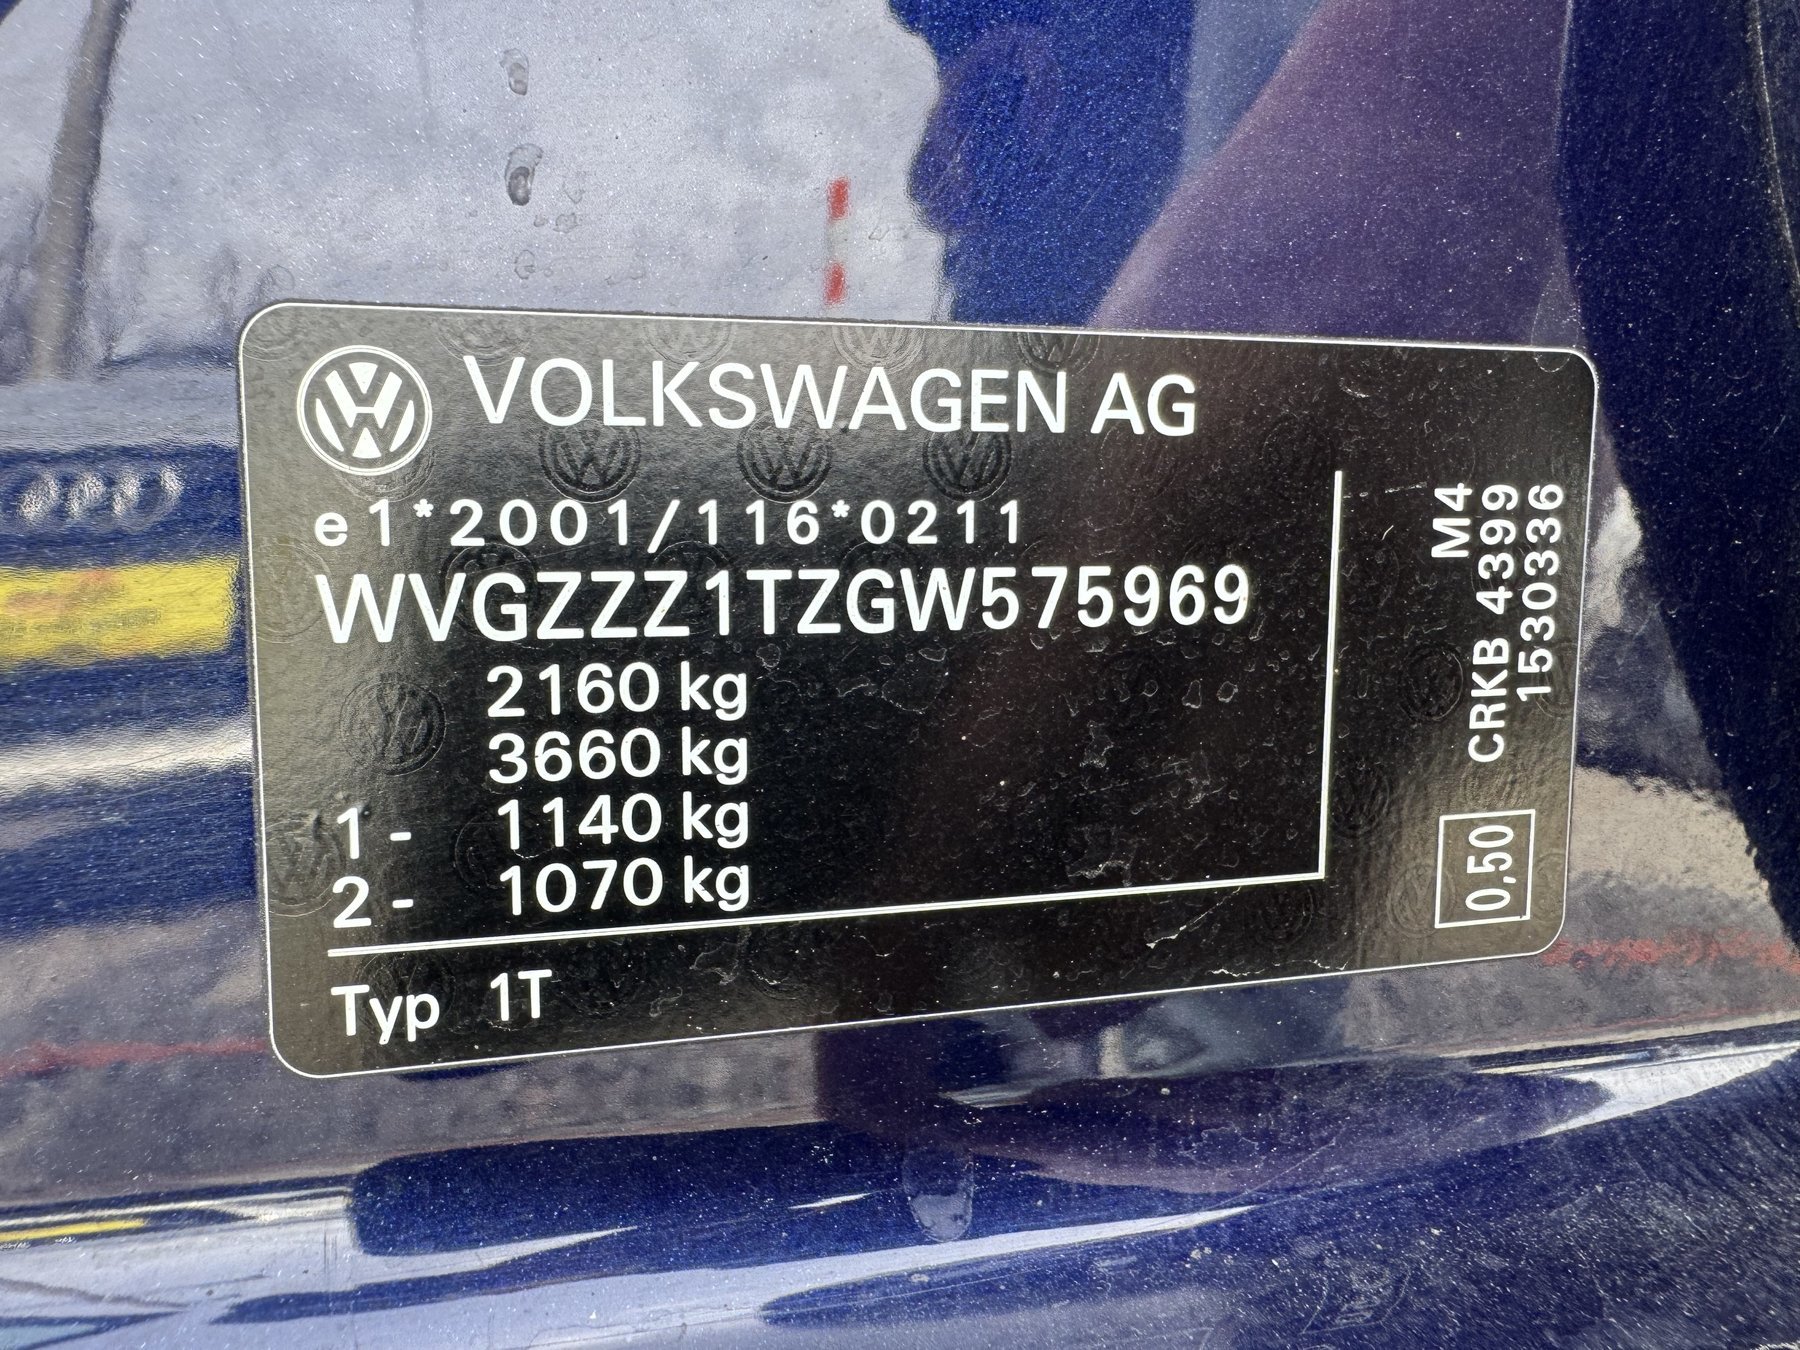 VOLKSWAGEN AG
e1*2001/116*0211
WVGZZZ1TZGW575969
2160 kg
3660 kg
1- 1140 kg
2- 1070 kg
Typ 1T
M4
CRKB 4399
1530336
0,50